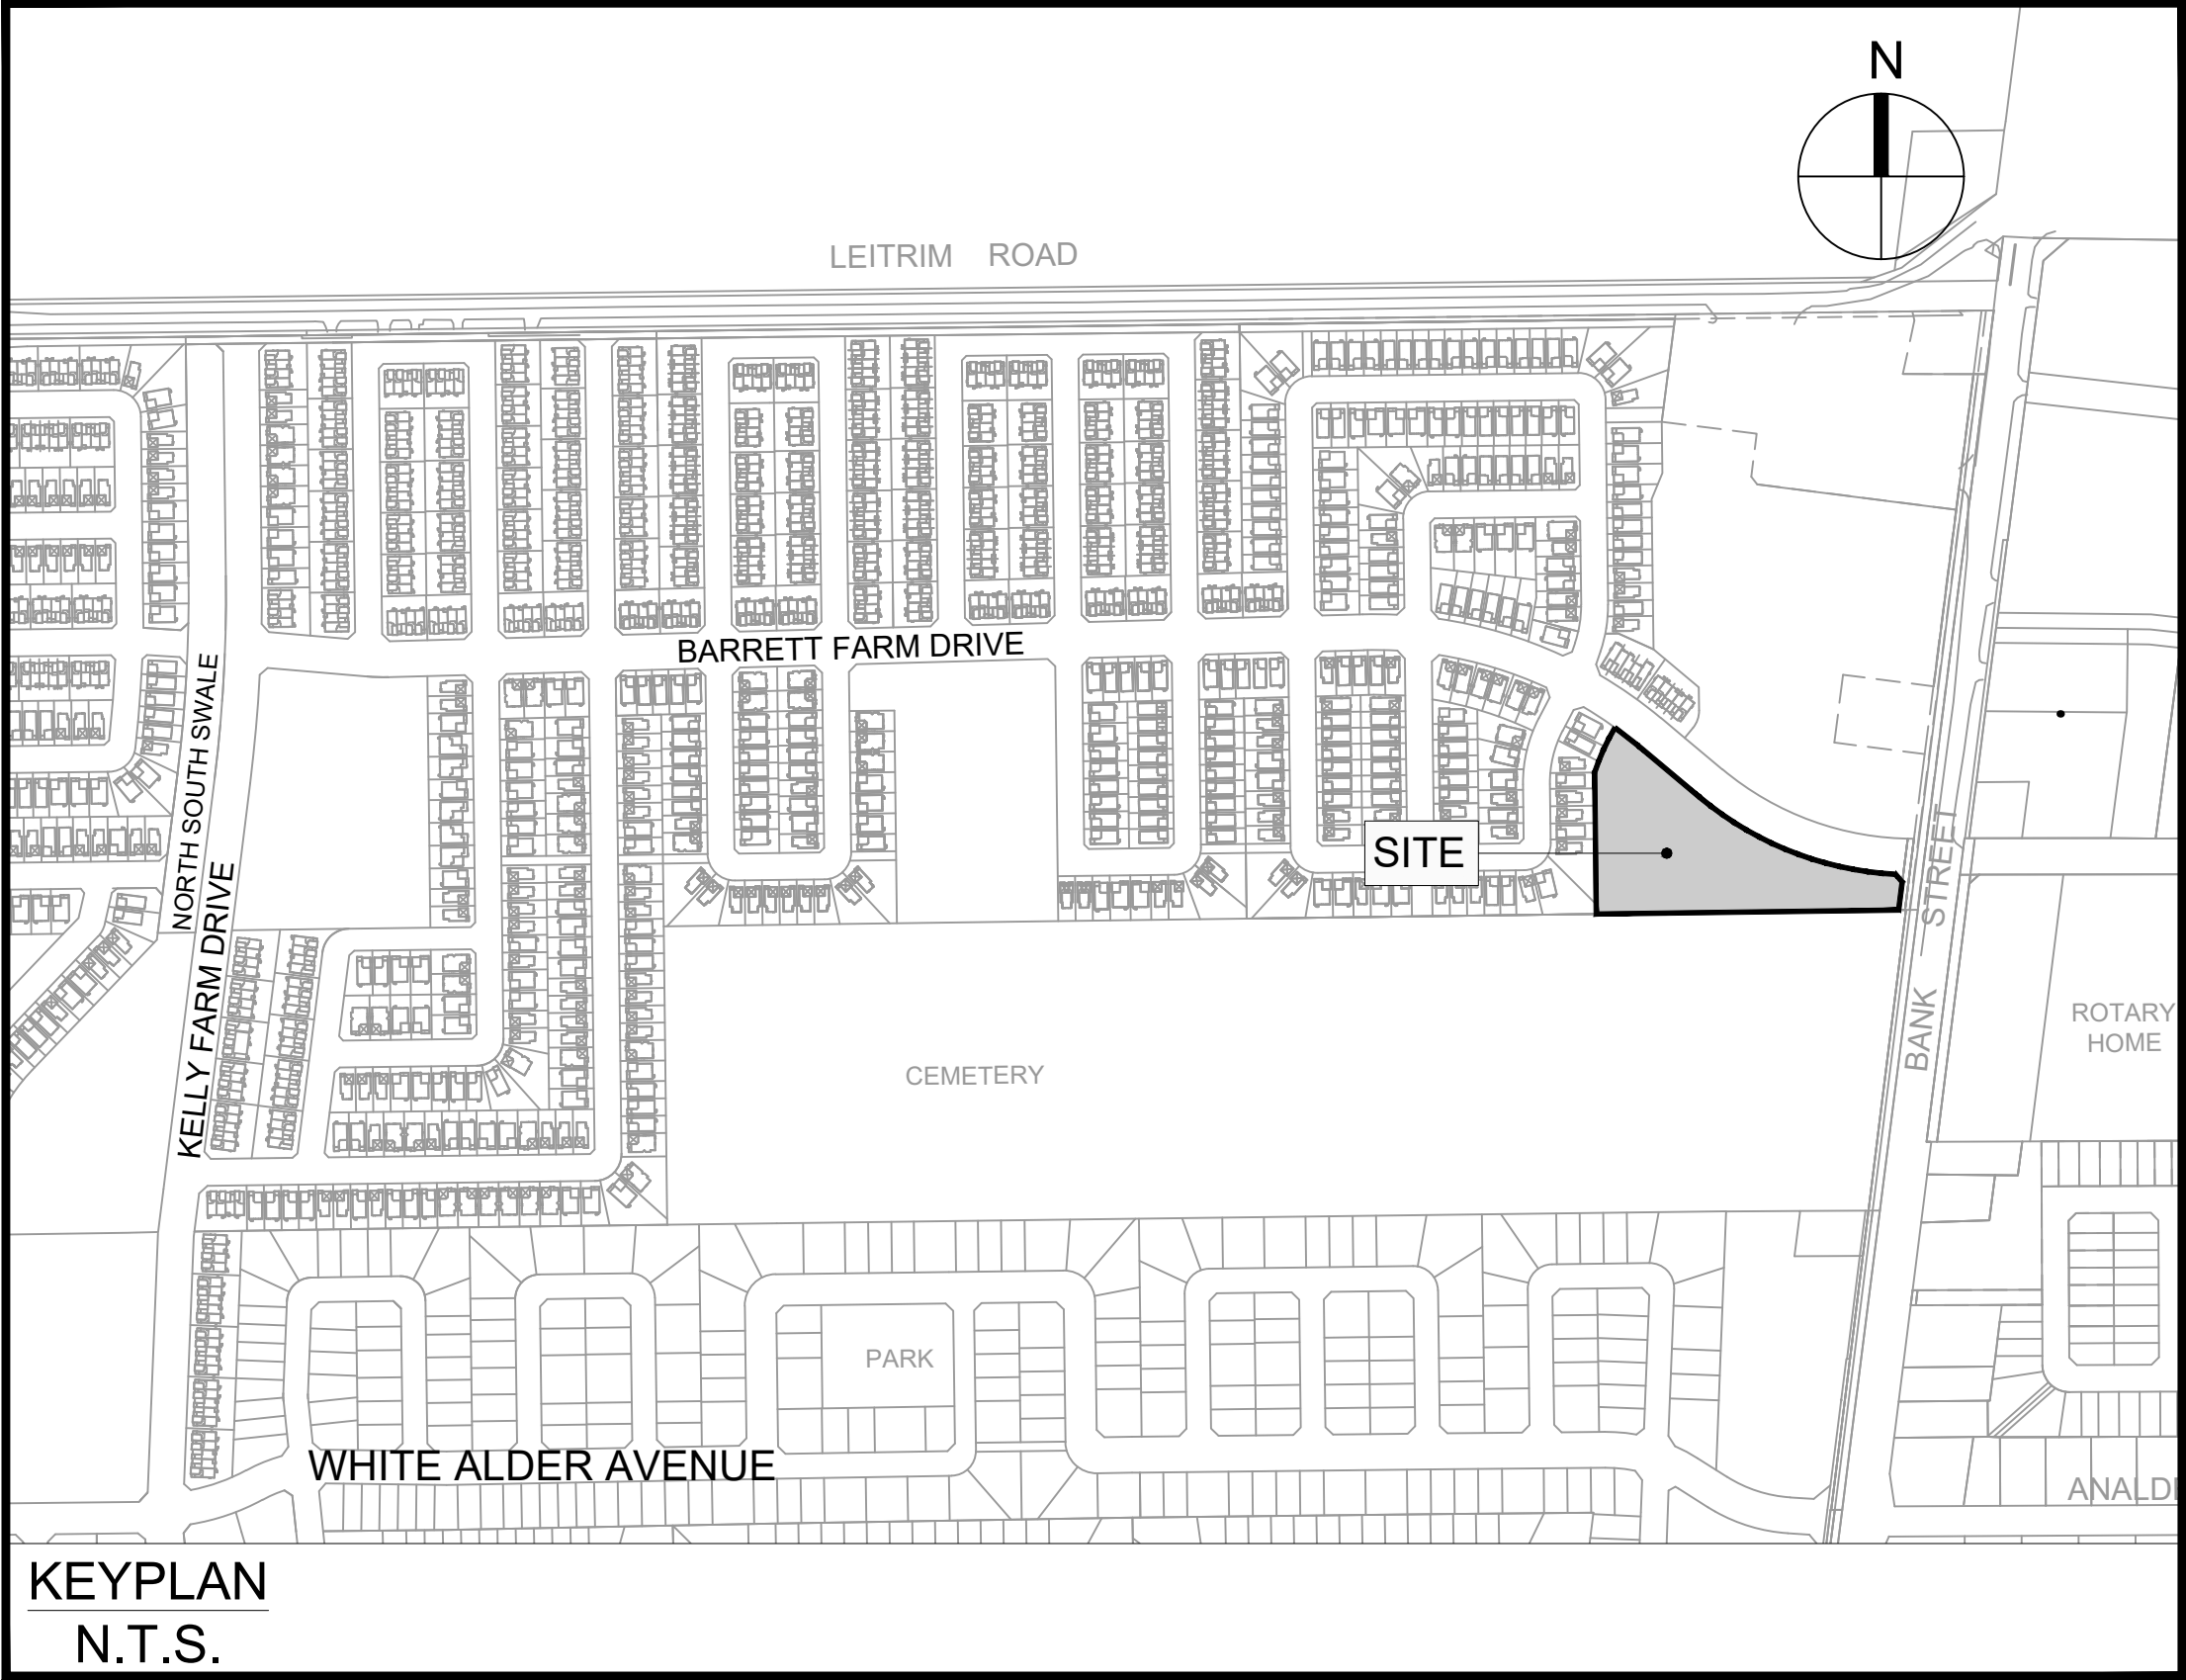 N
LEITRIM ROAD
BARRETT FARM DRIVE
NORTH SOUTH SWALE
KELLY FARM DRIVE
SITE
BANK STREET
ROTARY
HOME
CEMETERY
PARK
WHITE ALDER AVENUE
ANALD
KEYPLAN
N.T.S.